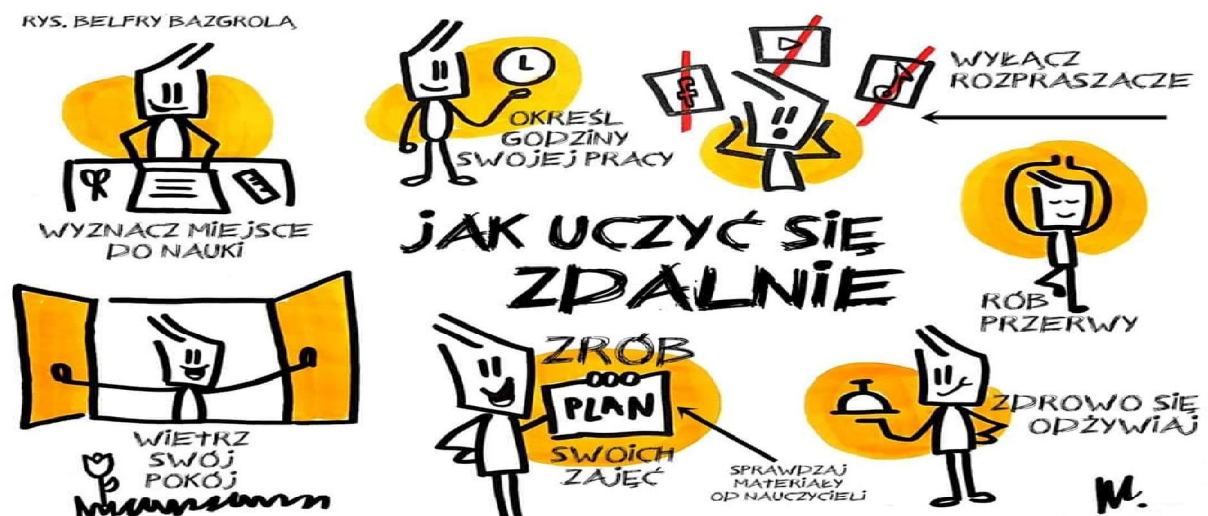 RYS. BELFRY BAZGROLĄ
WYZNACZ MIEJSCE
DO NAUKI
OKREŚL
GODZINY
SWOJEJ PRACY
WYŁĄCZ
ROZPRASZACZE
JAK UCZYĆ SIĘ
ZDALNIE
RÓB
PRZERWY
WIETRZ
SWÓJ
POKÓJ
ZRÓB
PLAN
SWOICH
ZAJĘĆ
SPRAWDZAJ
MATERIAŁY
OD NAUCZYCIELI
ZDROWO SIĘ
ODŻYWIAJ
M.